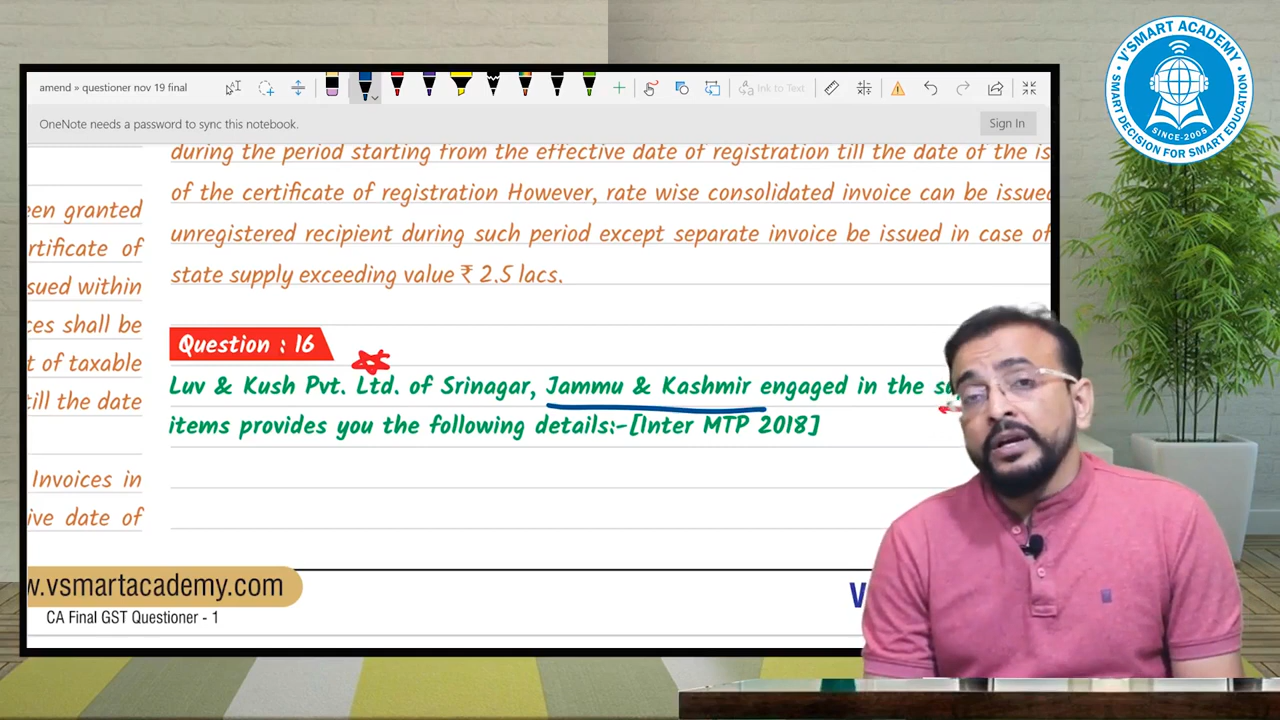 V'SMART ACADEMY
SMART DECISION FOR SMART EDUCATION
SINCE-2005
amend » questioner nov 19 final
Ink to Text
OneNote needs a password to sync this notebook.
Sign In
during the period starting from the effective date of registration till the date of the
of the certificate of registration However, rate wise consolidated invoice can be issued
unregistered recipient during such period except separate invoice be issued in case of
state supply exceeding value ₹ 2.5 lacs.
granted
of
within
shall be
t of taxable
till the date
Invoices in
date of
Question : 16
Luv & Kush Pvt. Ltd. of Srinagar, Jammu & Kashmir engaged in the
items provides you the following details:-[Inter MTP 2018]
w.vsmartacademy.com
CA Final GST Questioner - 1
V